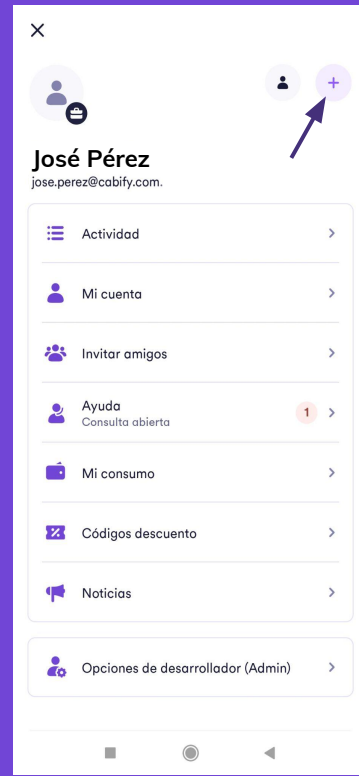 José Pérez
jose.perez@cabify.com.
Actividad
Mi cuenta
Invitar amigos
Ayuda
Consulta abierta
1
Mi consumo
Códigos descuento
Noticias
Opciones de desarrollador (Admin)